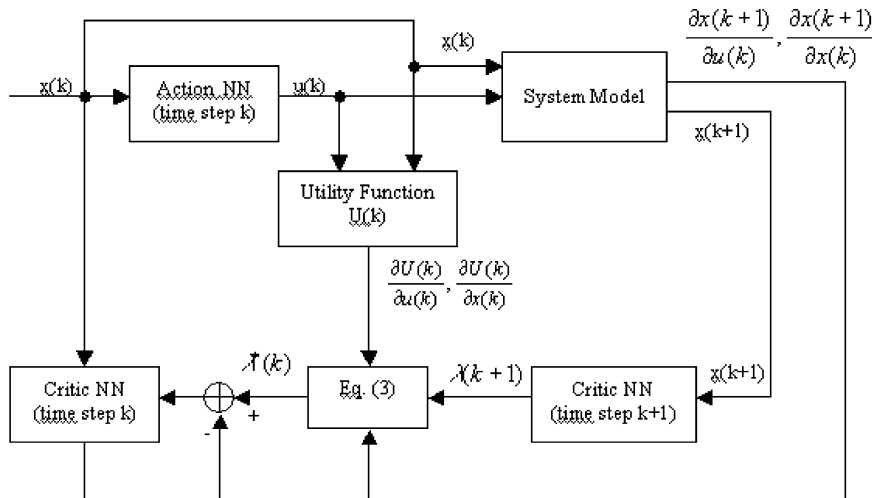 x(k)
∂x(k+1)/∂u(k), ∂x(k+1)/∂x(k)
x(k)
Action NN
(time step k)
u(k)
System Model
x(k+1)
Utility Function
U(k)
∂U(k)/∂u(k), ∂U(k)/∂x(k)
Critic NN
(time step k)
-
+
(k)
Eq. (3)
λ(k+1)
Critic NN
(time step k+1)
x(k+1)